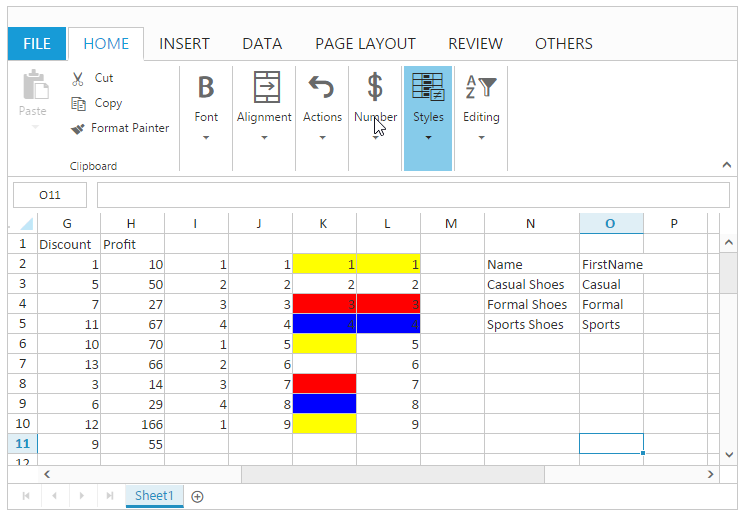 FILE HOME INSERT DATA PAGE LAYOUT REVIEW OTHERS
Paste
Cut
Copy
Format Painter
Clipboard
Font Alignment Actions Number Styles Editing
A
Z
B
$
O11
G H I J K L M N O P
1 Discount Profit
2 1 10 1 1 1 1 Name FirstName
3 5 50 2 2 2 2 Casual Shoes Casual
4 7 27 3 3 3 3 Formal Shoes Formal
5 11 67 4 4 4 4 Sports Shoes Sports
6 10 70 1 5 5
7 13 66 2 6 6
8 3 14 3 7 7
9 6 29 4 8 8
10 12 166 1 9 9
11 9 55
12
Sheet1